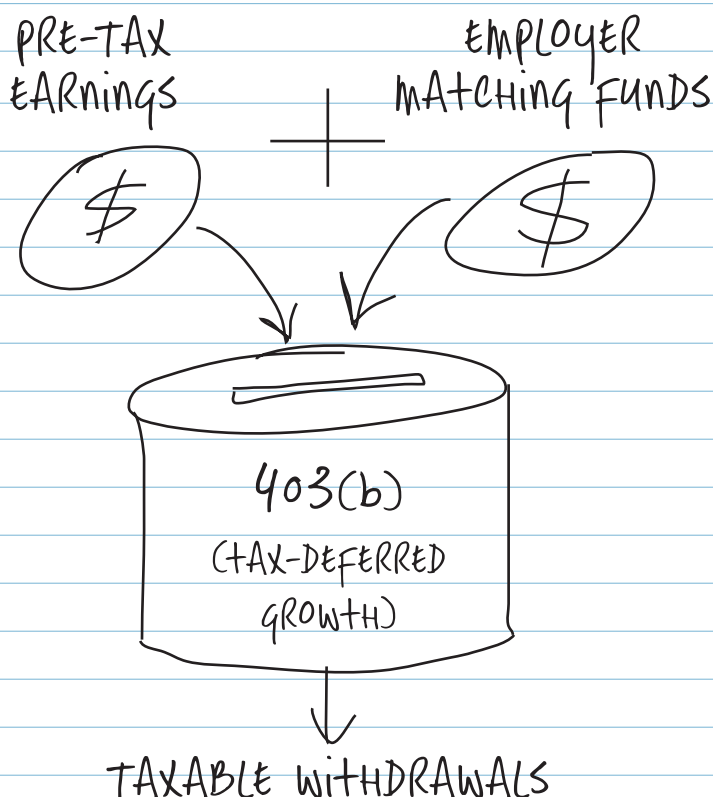 PRE-TAX
EARNINGS
EMPLOYER
MATCHING FUNDS
$
$
403(b)
(TAX-DEFERRED
GROWTH)
TAXABLE WITHDRAWALS